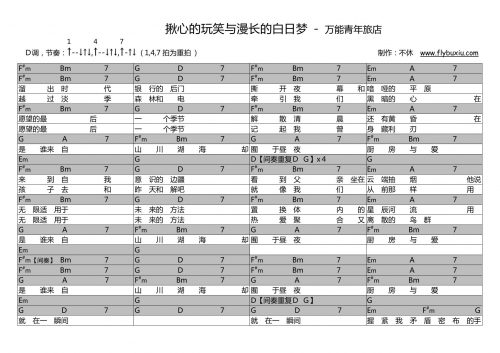 揪心的玩笑与漫长的白日梦 - 万能青年旅店
1 4 7
D调，节奏：↑--↓↑↓,↑--↓↑↓,↑-↑↓（1,4,7 拍为重拍） 制作：不休 www.flybuxiu.com
F#m Bm 7 G D 7 F#m Bm 7 Em A 7
溜 出 时 代 银 行的 后门 撕 开 夜 幕 和 喑 哑的 平 原
F#m Bm 7 G D 7 F#m Bm 7 Em A 7
越 过 淡 季 森 林和 电 牵 引 我 们 黑 暗的 心 在
F#m Bm 7 G D 7 F#m Bm 7 Em A 7
愿望的最 后 一 个季节 解 散 清 晨 还 有黄 昏 在
愿望的最 后 一 个季节 记 起 我 曾 身 藏利 刃
G A 7 F#m Bm 7 G A 7 F#m Bm 7
是 谁来 自 山 川 湖 海 却 囿 于昼 夜 厨 房 与 爱
Em G D【间奏重复D G】x4 G
F#m Bm 7 G D 7 F#m Bm 7 Em A 7
来 到 自 我 意 识的 边疆 看 到 父 亲 坐在 云 端抽 烟 他说
孩 子 去 和 昨 天和 解吧 就 像 我 们 从 前那 样 用
F#m Bm 7 G D 7 F#m Bm 7 Em A 7
无 限适 用于 未 来的 方法 置 换 体 内 的 星 辰河 流 用
无 限适 用于 未 来的 方法 热 爱 聚 合 又 离 散的 鸟 群
G A 7 F#m Bm 7 G A 7 F#m Bm 7
是 谁来 自 山 川 湖 海 却 囿 于昼 夜 厨 房 与 爱
Em G
F#m【间奏】 Bm 7 G D 7 F#m Bm 7 Em A 7
F#m Bm 7 G D 7 F#m Bm 7 Em A 7
G A 7 F#m Bm 7 G A 7 F#m Bm 7
是 谁来 自 山 川 湖 海 却 囿 于昼 夜 厨 房 与 爱
Em G D【间奏重复D G】 G
G D 7 G D 7 G D 7 Em F#m G
就 在一 瞬间 就 在一 瞬间 握 紧 我 矛盾 密 布 的手